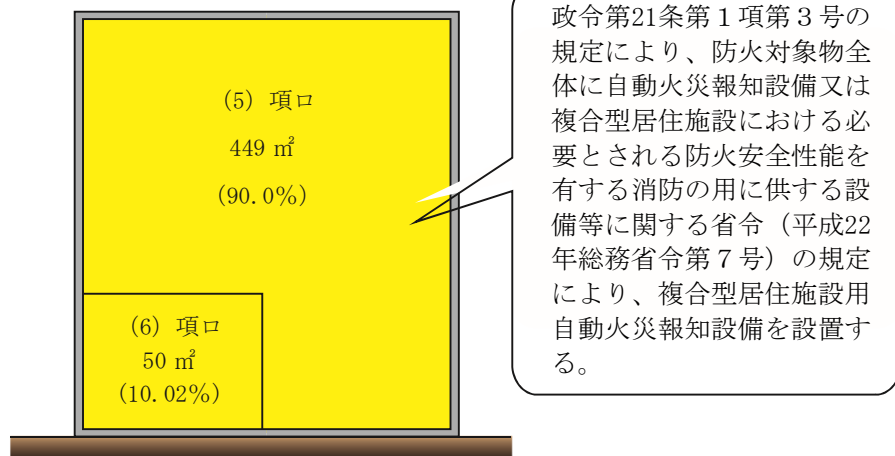 (5) 項ロ
449 ㎡
(90.0%)
(6) 項ロ
50 ㎡
(10.02%)
政令第21条第1項第3号の
規定により、防火対象物全
体に自動火災報知設備又は
複合型居住施設における必
要とされる防火安全性能を
有する消防の用に供する設
備等に関する省令（平成22
年総務省令第7号）の規定
により、複合型居住施設用
自動火災報知設備を設置す
る。